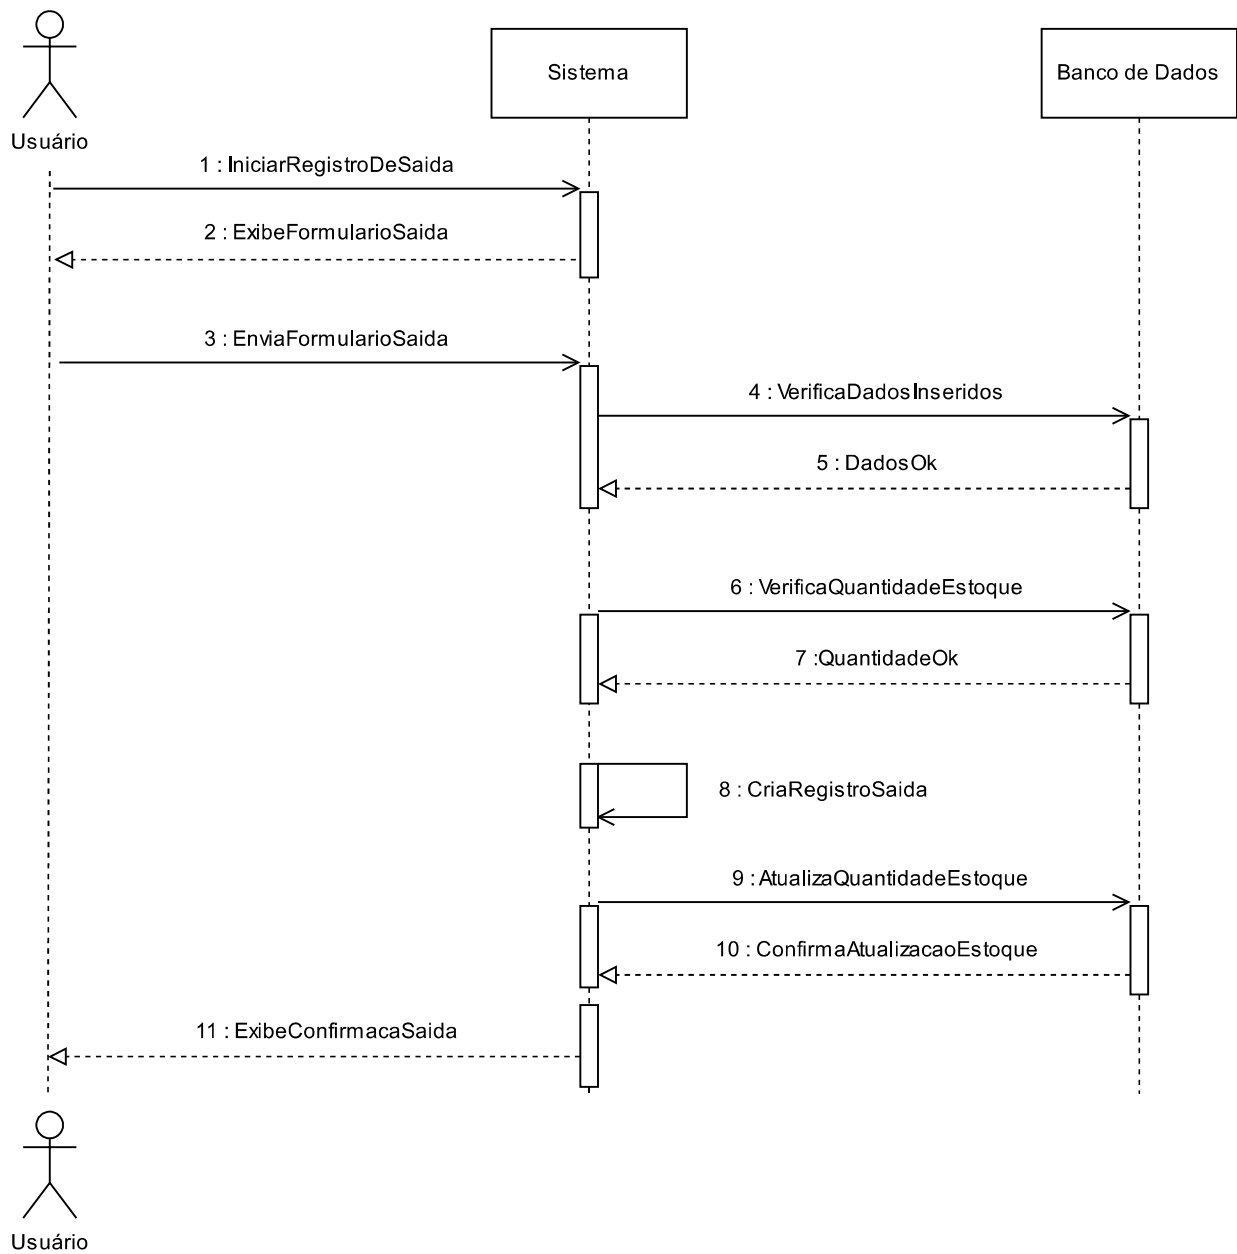 Sistema
Banco de Dados
Usuário
1 : IniciarRegistroDeSaida
2 : ExibeFormularioSaida
3 : EnviaFormularioSaida
4 : VerificaDadosInseridos
5 : DadosOk
6 : VerificaQuantidadeEstoque
7 :QuantidadeOk
8 : CriaRegistroSaida
9 : AtualizaQuantidadeEstoque
10 : ConfirmaAtualizacaoEstoque
11 : ExibeConfirmacaSaida
Usuário